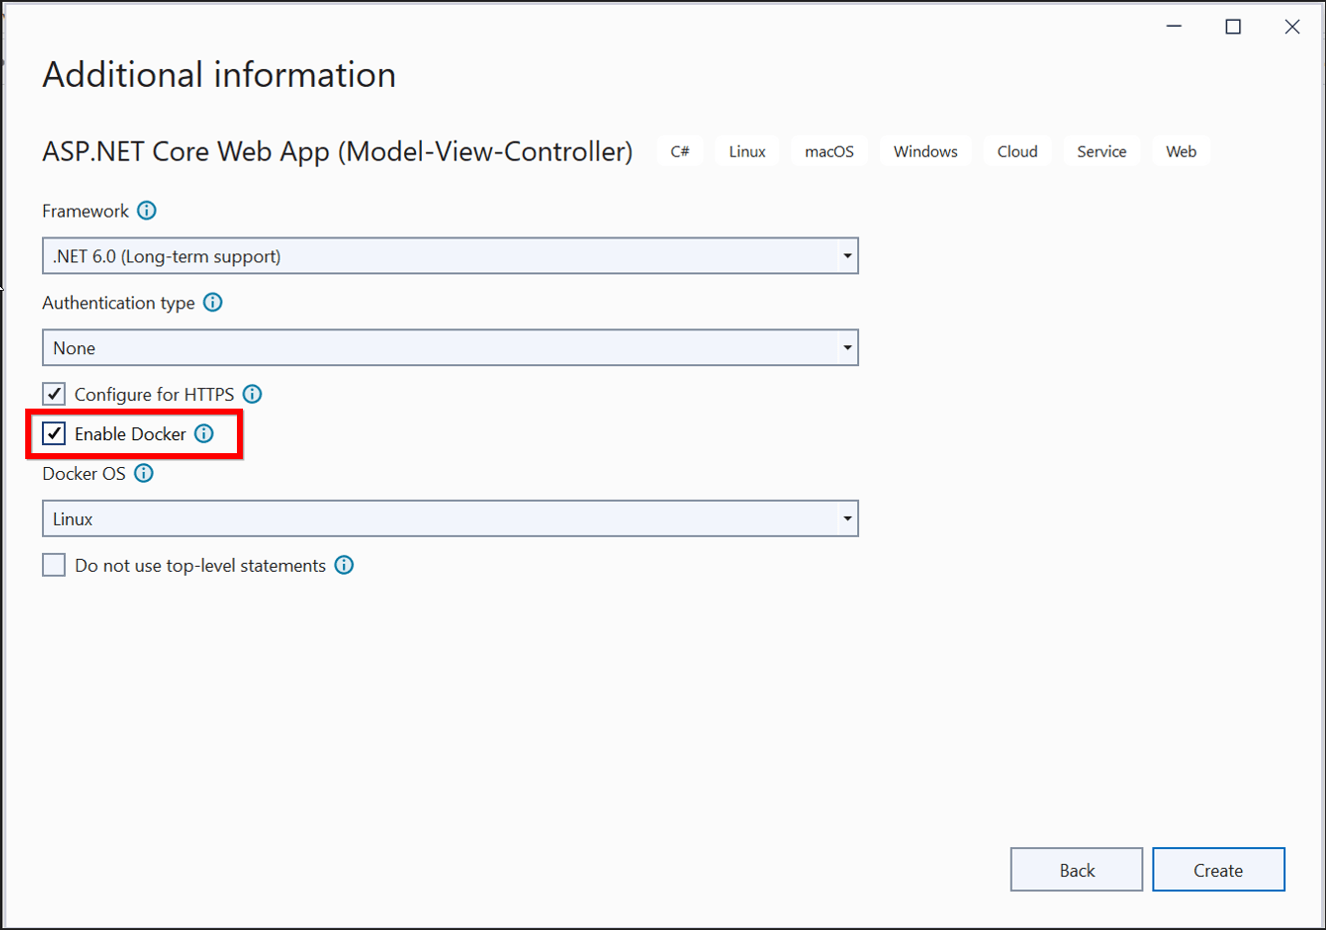 Additional information
ASP.NET Core Web App (Model-View-Controller) C# Linux macOS Windows Cloud Service Web
Framework
.NET 6.0 (Long-term support)
Authentication type
None
Configure for HTTPS
Enable Docker
Docker OS
Linux
Do not use top-level statements
Back Create